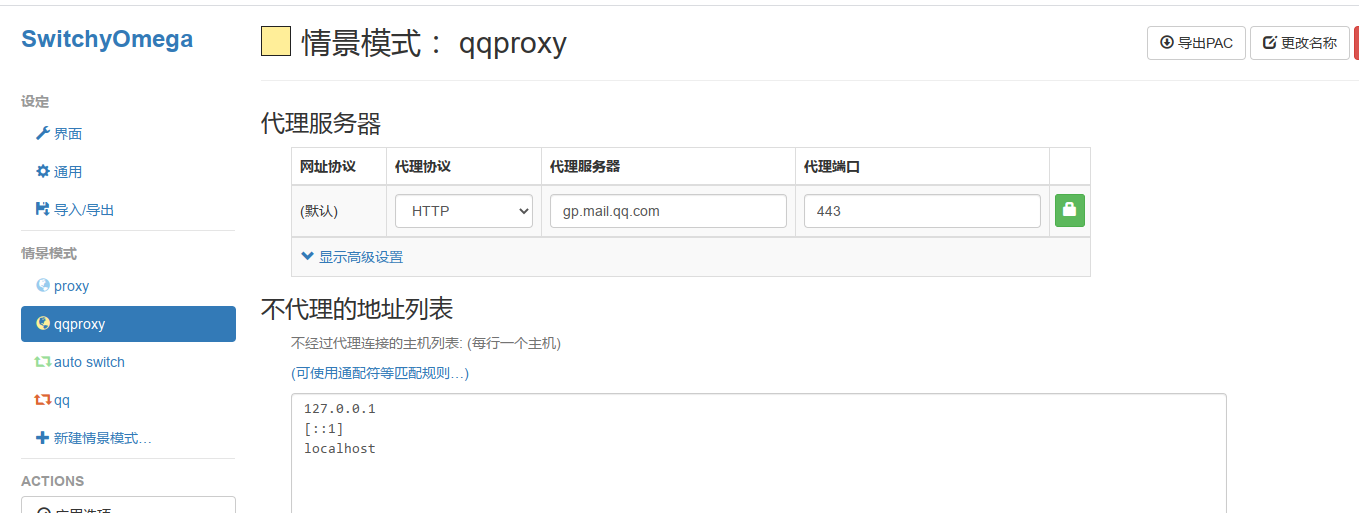 SwitchyOmega
设定
界面
通用
导入/导出
情景模式
proxy
qqproxy
auto switch
qq
新建情景模式…
ACTIONS
应用选项
情景模式： qqproxy
导出PAC
更改名称
代理服务器
网址协议 代理协议 代理服务器 代理端口
(默认) HTTP gp.mail.qq.com 443
显示高级设置
不代理的地址列表
不经过代理连接的主机列表: (每行一个主机)
(可使用通配符等匹配规则…)
127.0.0.1
[::1]
localhost